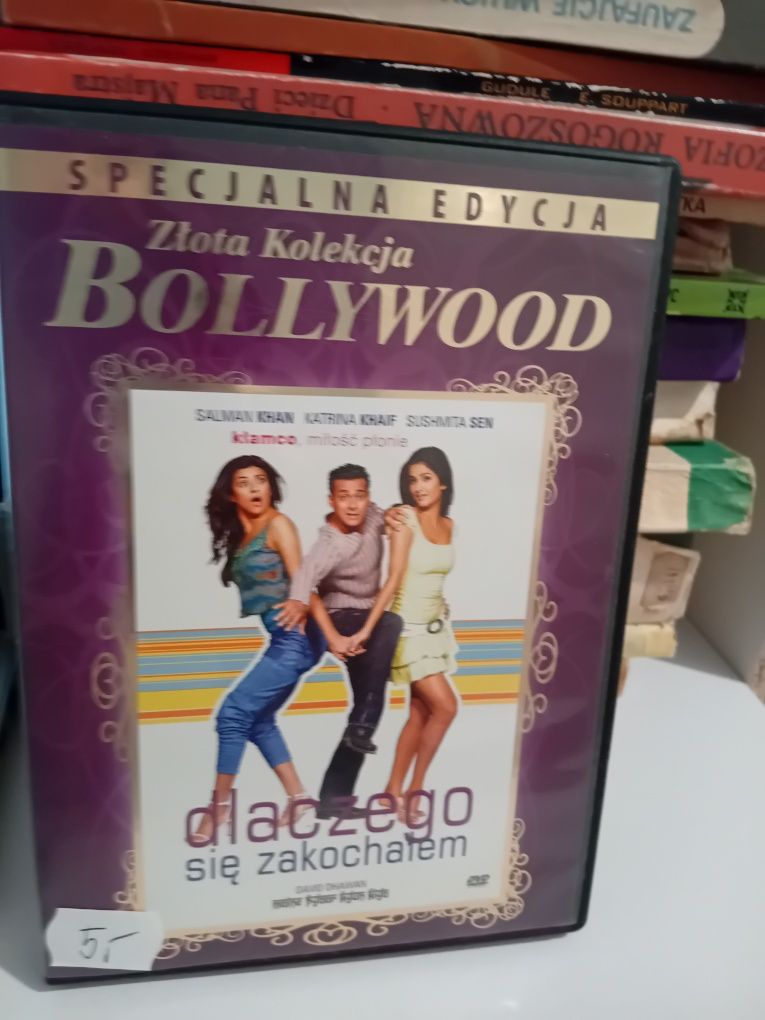 ZAUFAJCIE
GUDULE E. SOUPPART
ZOFIA ROGOSZÓWNA · Dzieci Pana Majstra
SPECJALNA EDYCJA
Złota Kolekcja
BOLLYWOOD
SALMAN KHAN KATRINA KHAIF SUSHMITA SEN
kłamco, miłość płonie
dlaczego
się zakochałem
DAVID DHAWAN
DVD
5,-